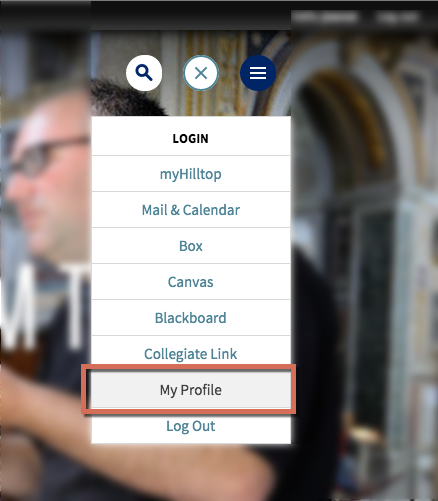 LOGIN
myHilltop
Mail & Calendar
Box
Canvas
Blackboard
Collegiate Link
My Profile
Log Out
M T